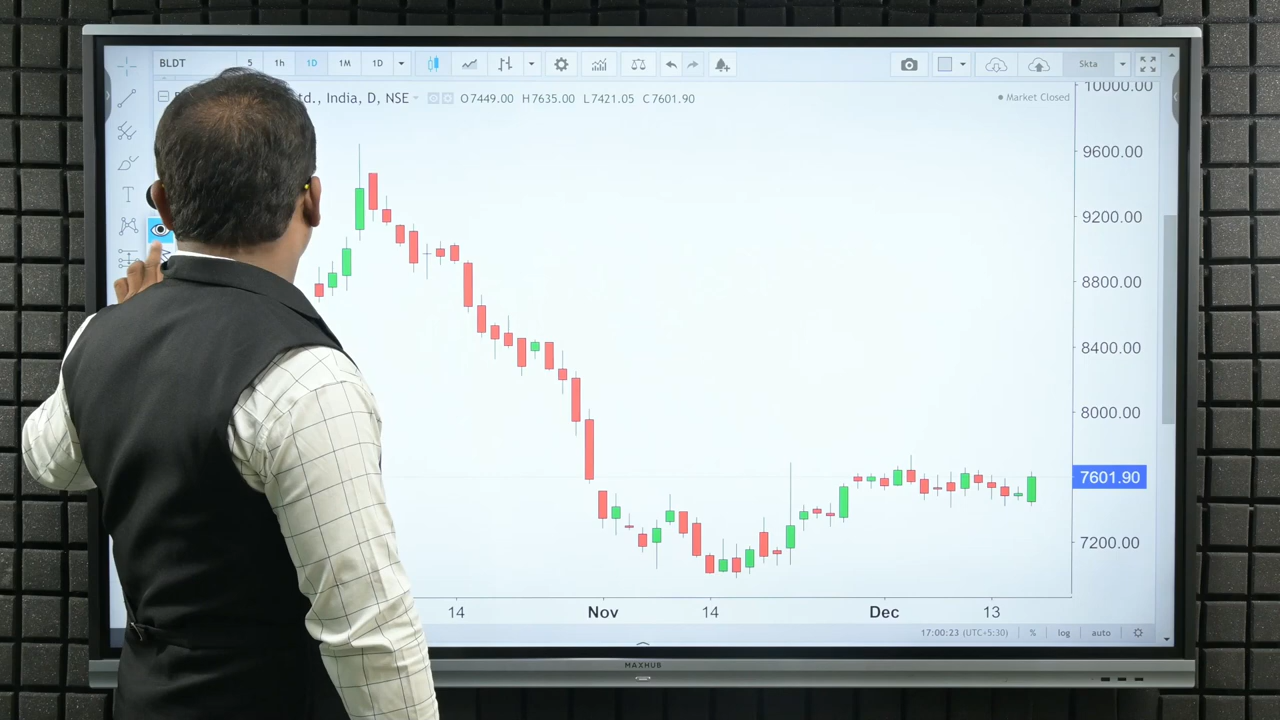 BLDT 5 1h 1D 1M 1D Skta
td., India, D, NSE O7449.00 H7635.00 L7421.05 C7601.90 Market Closed
10000.00
9600.00
9200.00
8800.00
8400.00
8000.00
7601.90
7200.00
14 Nov 14 Dec 13
17:00:23 (UTC+5:30) % log auto
MAXHUB